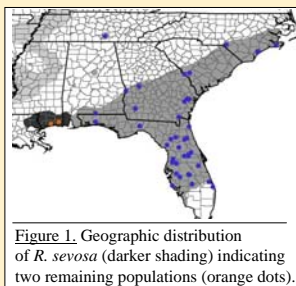 Figure 1. Geographic distribution
of R. sevosa (darker shading) indicating
two remaining populations (orange dots).